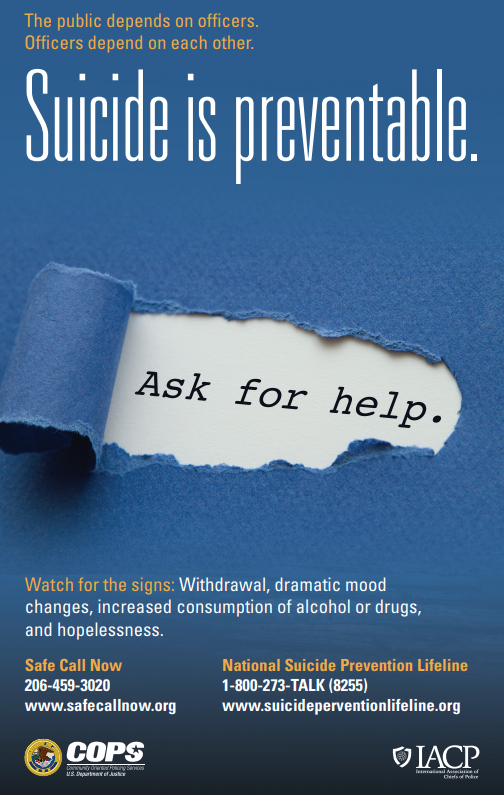 The public depends on officers.
Officers depend on each other.
Suicide is preventable.
Ask for help.
Watch for the signs: Withdrawal, dramatic mood
changes, increased consumption of alcohol or drugs,
and hopelessness.
Safe Call Now
206-459-3020
www.safecallnow.org
National Suicide Prevention Lifeline
1-800-273-TALK (8255)
www.suicideperventionlifeline.org
COPS
Community Oriented Policing Services
U.S. Department of Justice
IACP
International Association of
Chiefs of Police